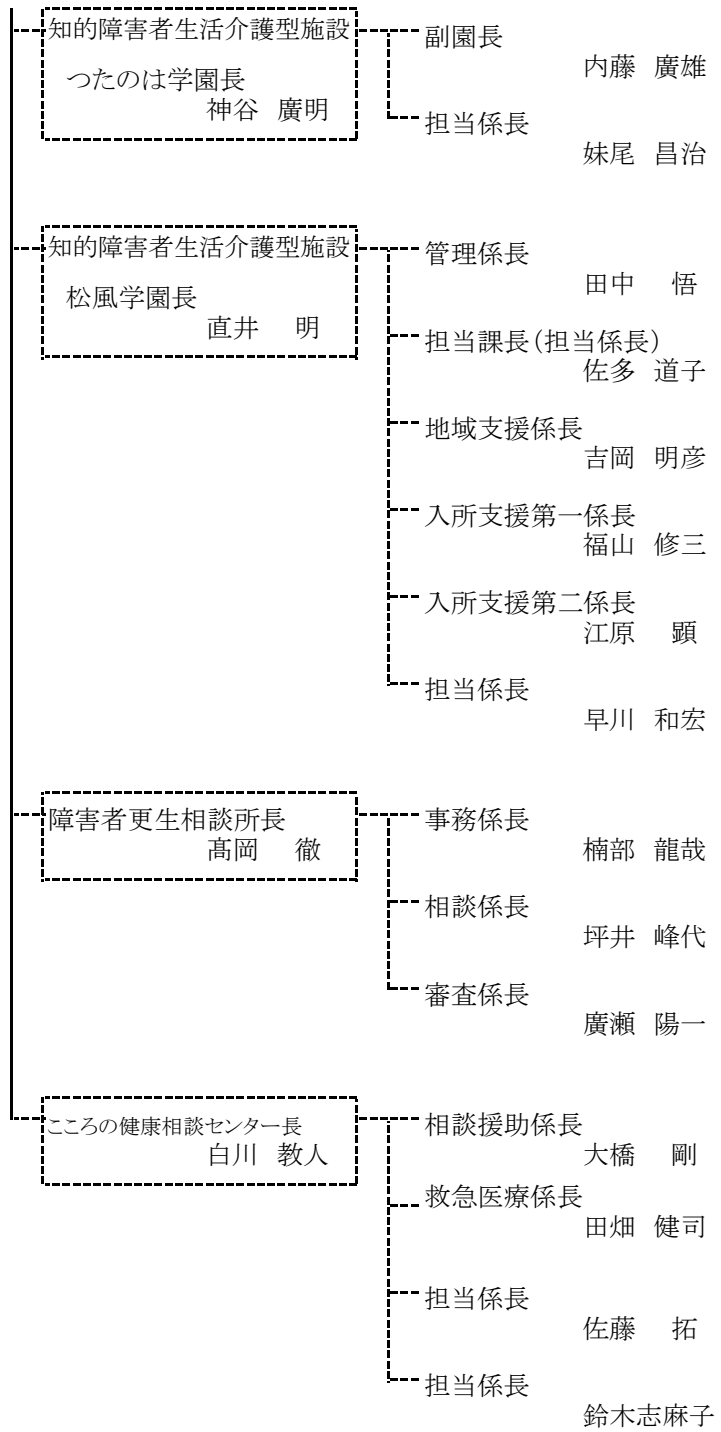 知的障害者生活介護型施設
つたのは学園長
神谷 廣明
副園長
内藤 廣雄
担当係長
妹尾 昌治
知的障害者生活介護型施設
松風学園長
直井 明
管理係長
田中 悟
担当課長(担当係長)
佐多 道子
地域支援係長
吉岡 明彦
入所支援第一係長
福山 修三
入所支援第二係長
江原 顕
担当係長
早川 和宏
障害者更生相談所長
髙岡 徹
事務係長
楠部 龍哉
相談係長
坪井 峰代
審査係長
廣瀬 陽一
こころの健康相談センター長
白川 教人
相談援助係長
大橋 剛
救急医療係長
田畑 健司
担当係長
佐藤 拓
担当係長
鈴木志麻子